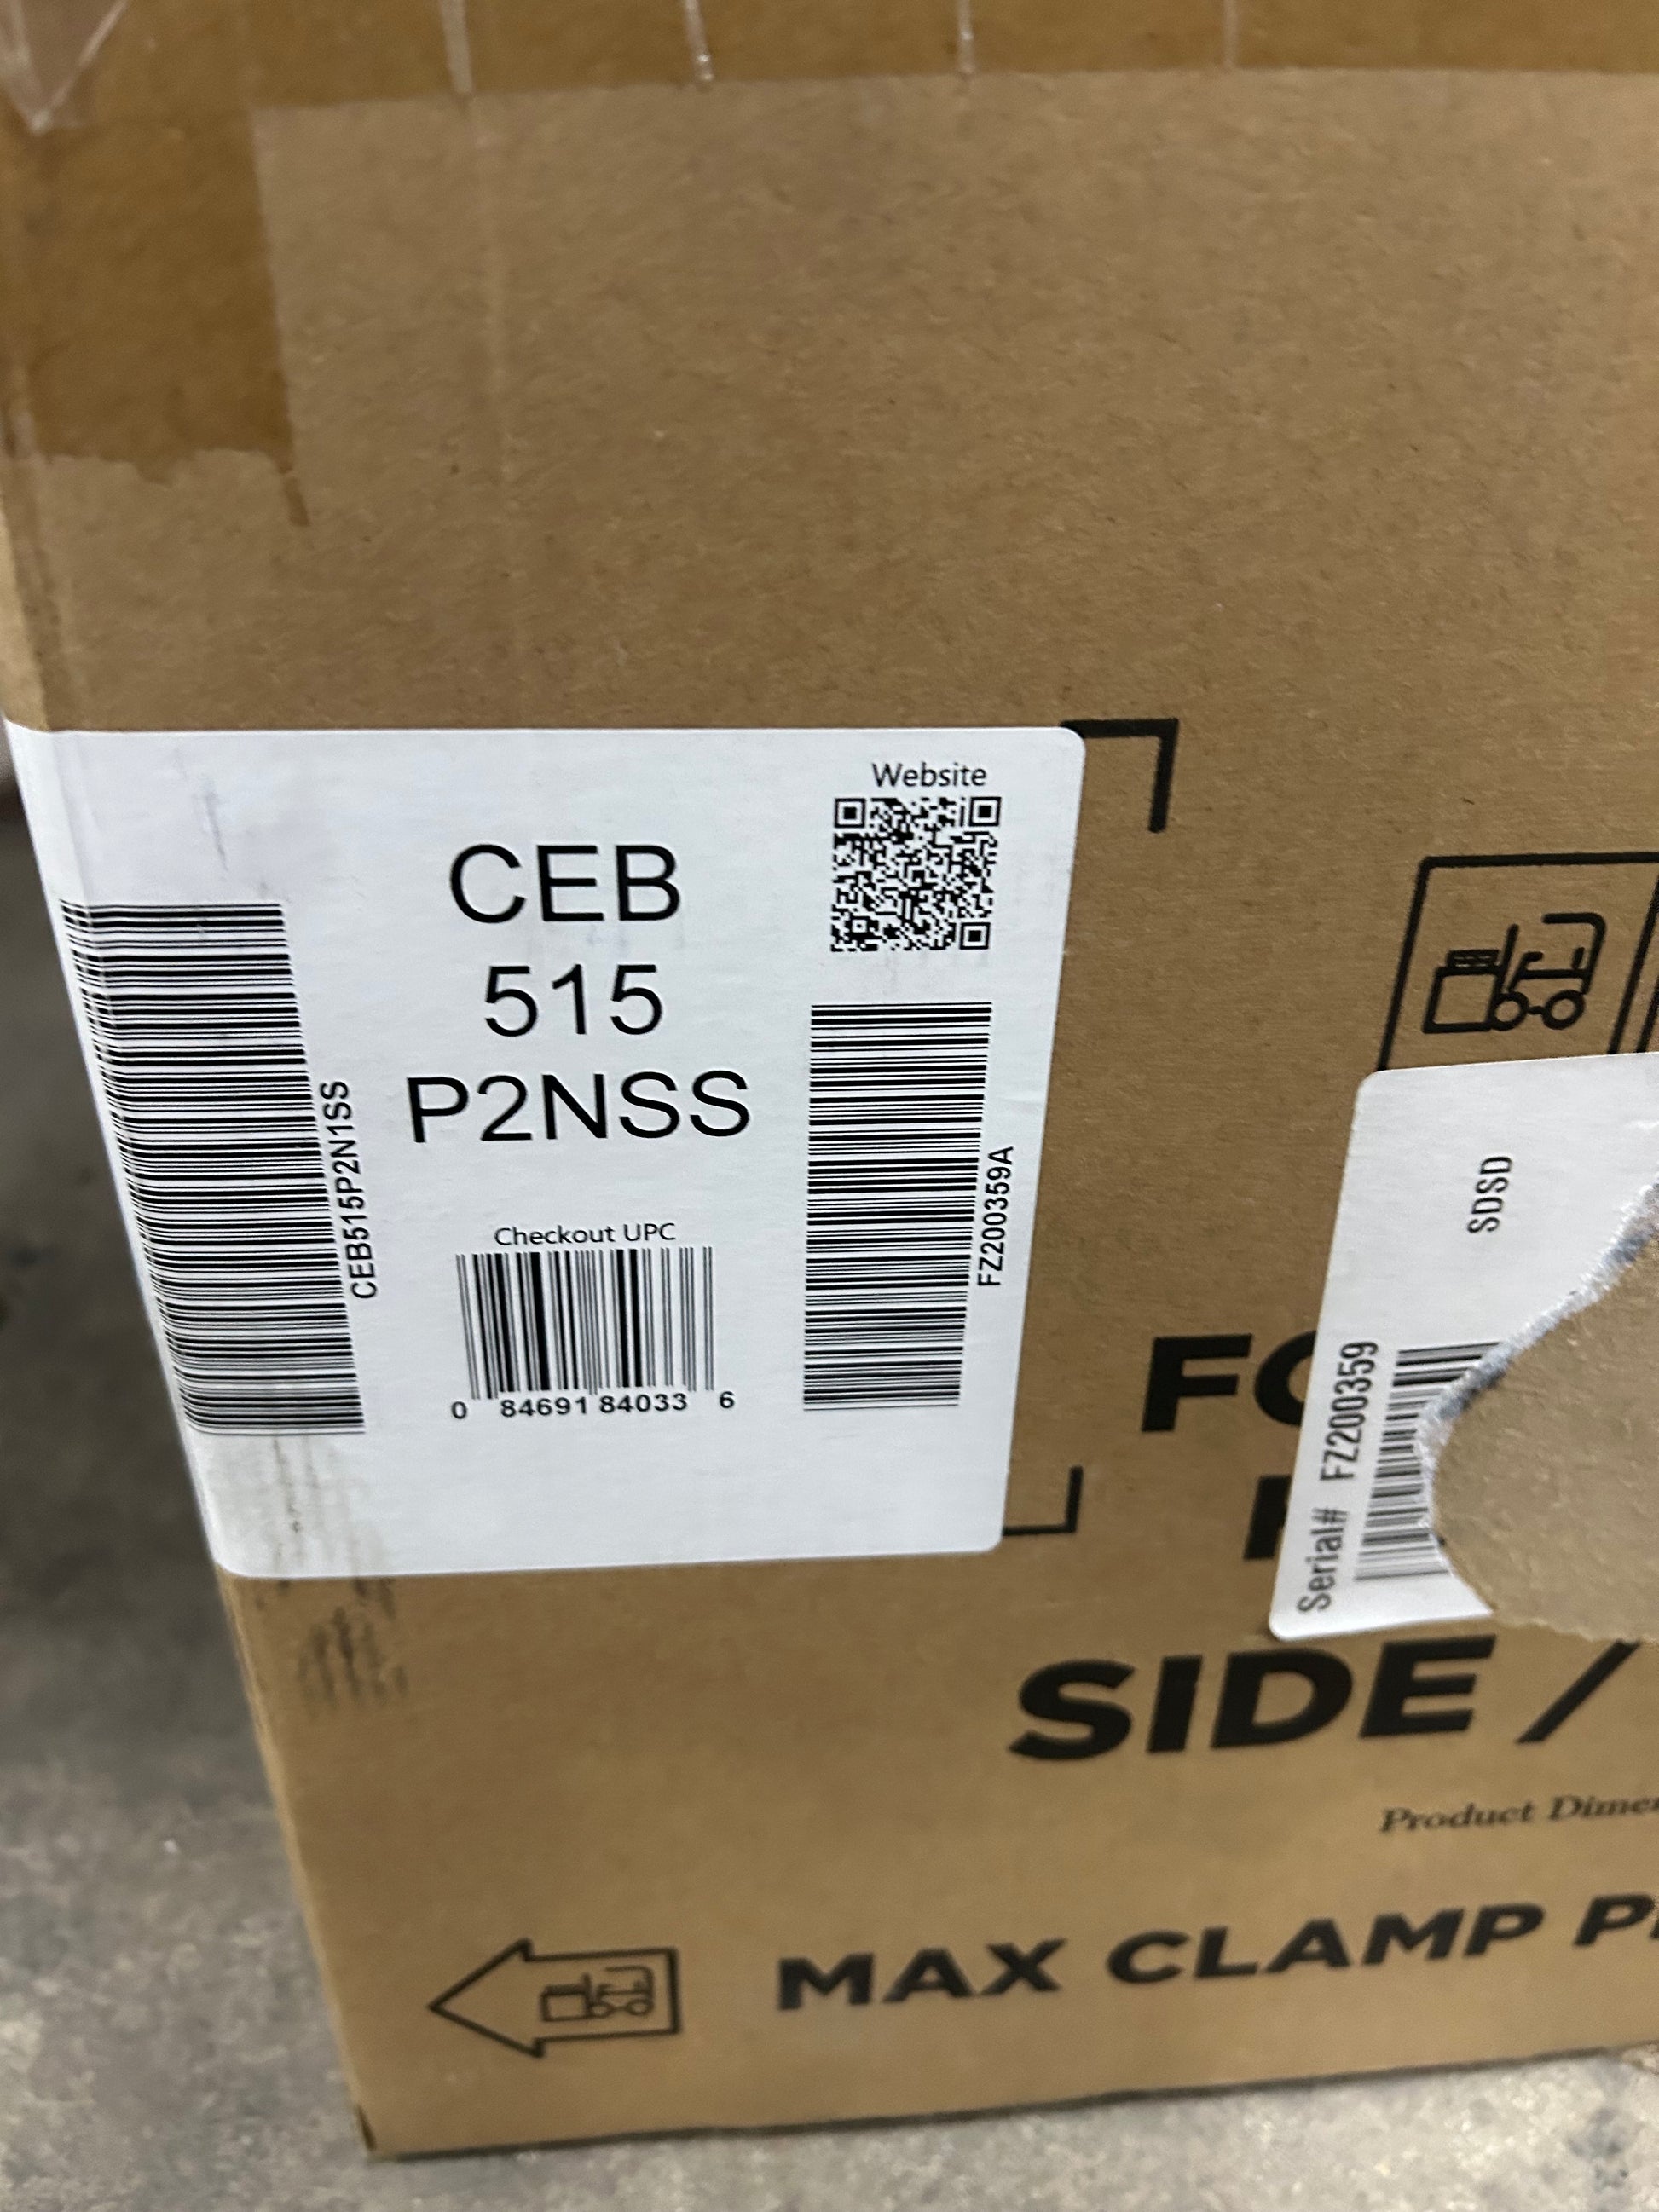 Website
CEB
515
P2NSS
CEB515P2N1SS
FZ200359A
Checkout UPC
0 84691 84033 6
SDSD
Serial# FZ200359
SIDE /
Product
MAX CLAMP